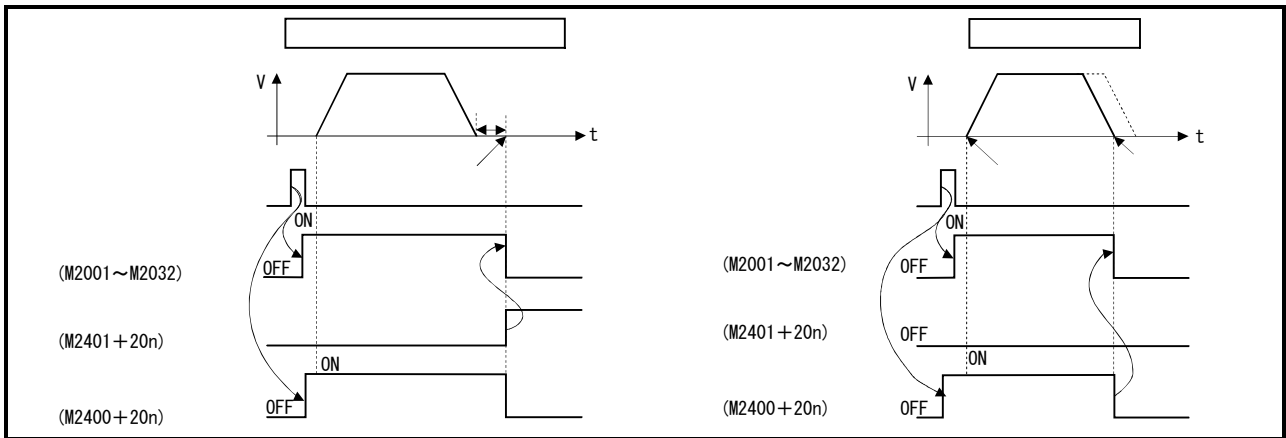 V
t
ON
(M2001～M2032)
OFF
(M2401＋20n)
ON
(M2400＋20n)
OFF
V
t
ON
(M2001～M2032)
OFF
(M2401＋20n)
OFF
ON
(M2400＋20n)
OFF